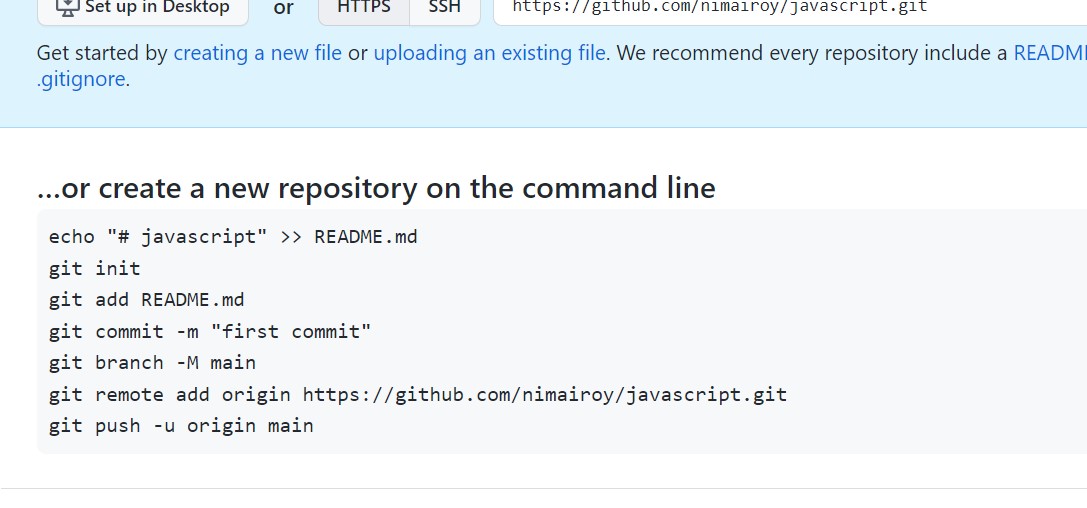 Set up in Desktop or HTTPS SSH https://github.com/nimairoy/javascript.git
Get started by creating a new file or uploading an existing file. We recommend every repository include a README
.gitignore.
...or create a new repository on the command line
echo "# javascript" >> README.md
git init
git add README.md
git commit -m "first commit"
git branch -M main
git remote add origin https://github.com/nimairoy/javascript.git
git push -u origin main